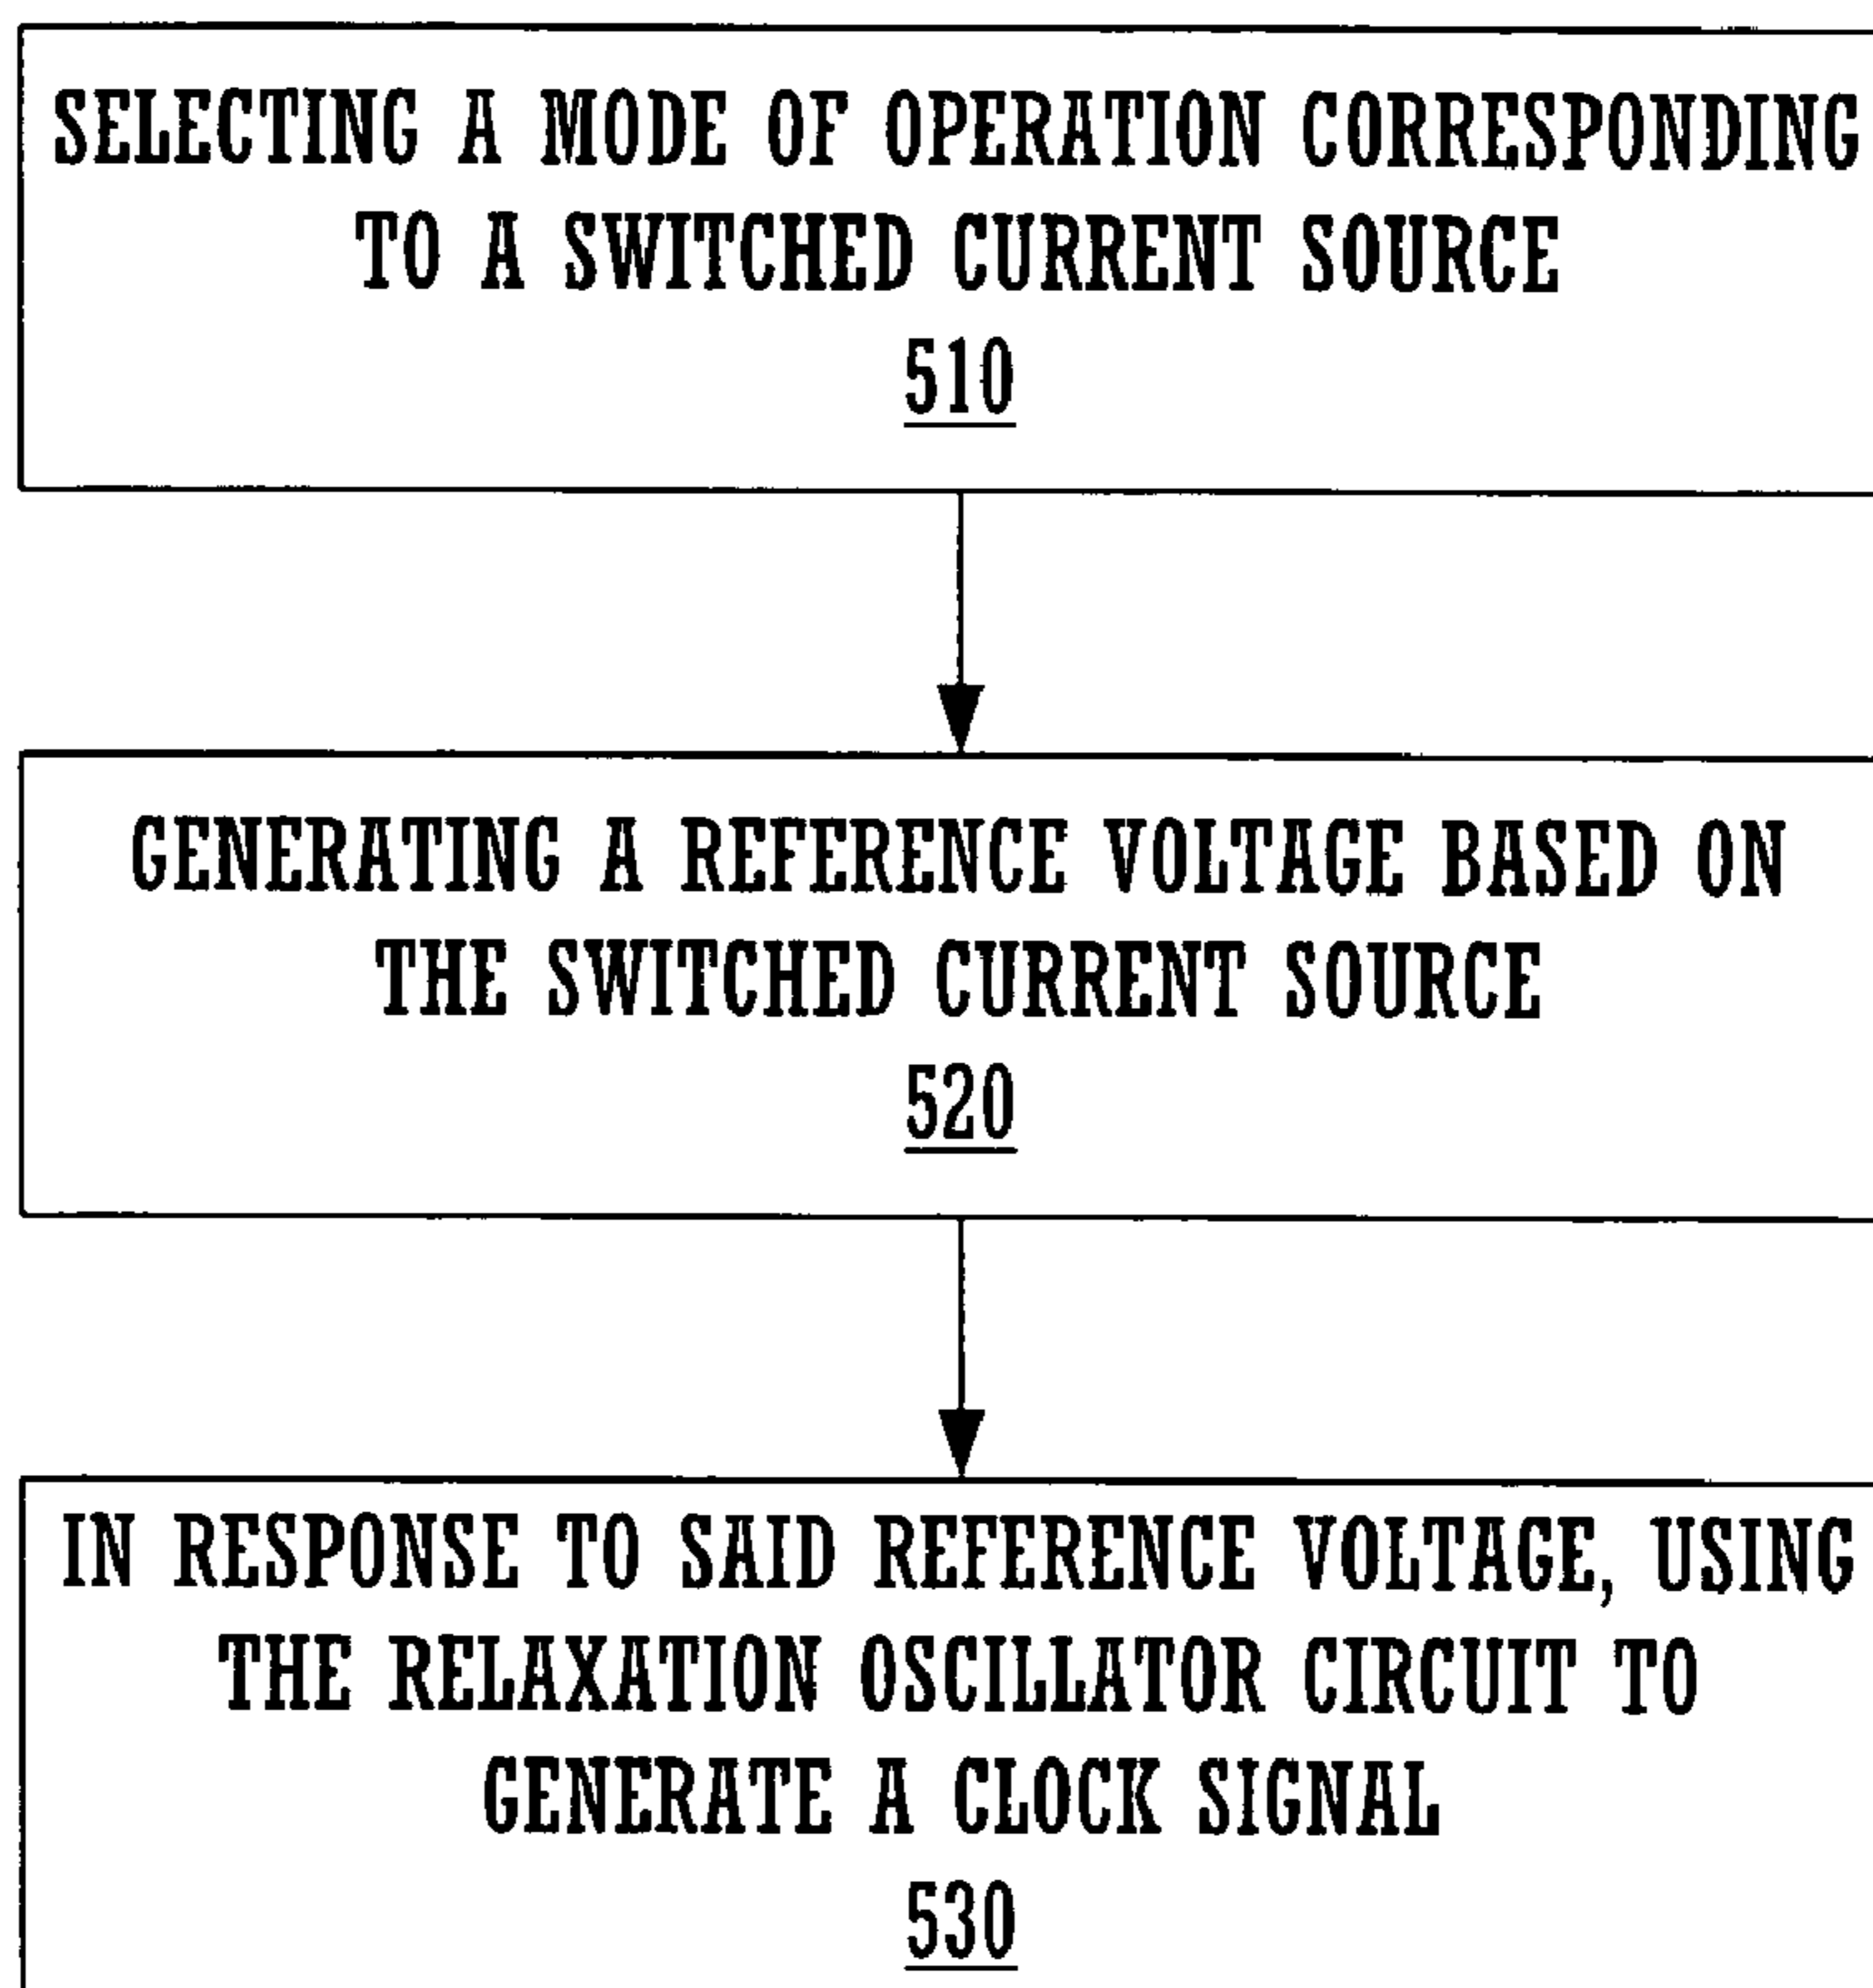 SELECTING A MODE OF OPERATION CORRESPONDING
TO A SWITCHED CURRENT SOURCE
510
GENERATING A REFERENCE VOLTAGE BASED ON
THE SWITCHED CURRENT SOURCE
520
IN RESPONSE TO SAID REFERENCE VOLTAGE, USING
THE RELAXATION OSCILLATOR CIRCUIT TO
GENERATE A CLOCK SIGNAL
530